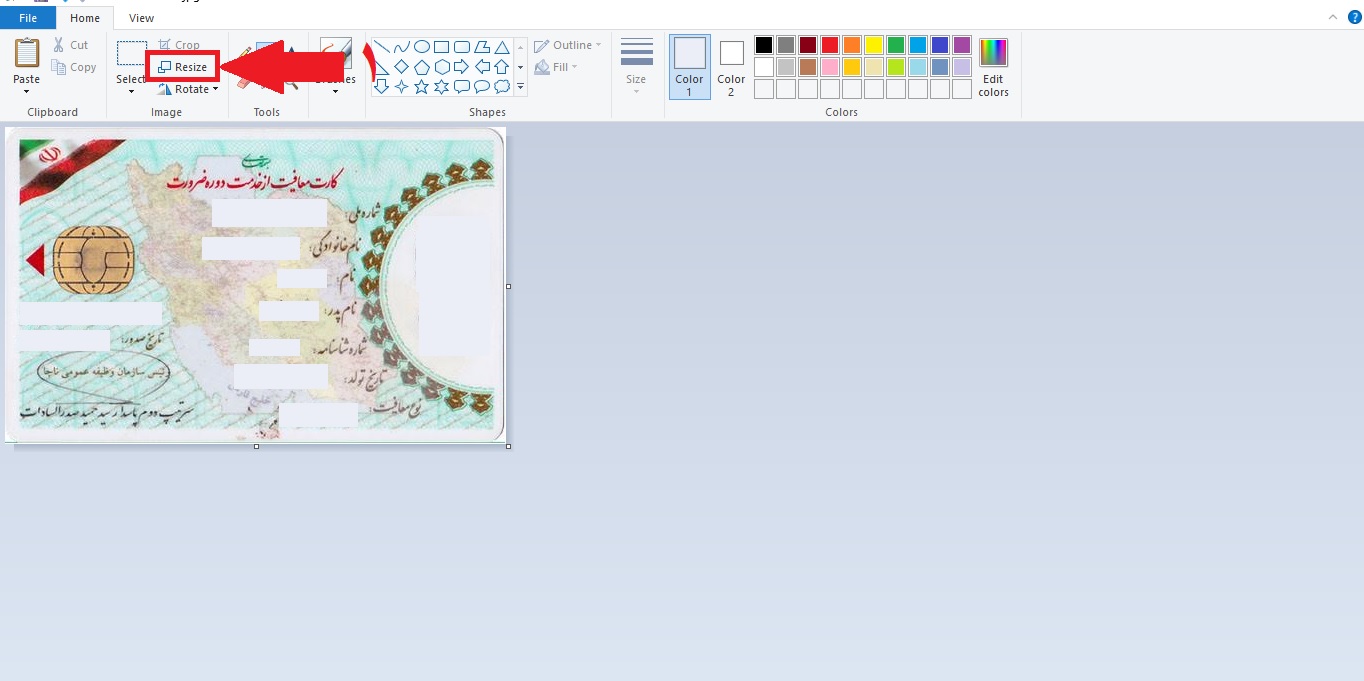 File
Home
View
Paste
Cut
Copy
Clipboard
Select
Crop
Resize
Rotate
Image
Tools
Outline
Fill
Shapes
Size
Color 1
Color 2
Edit colors
Colors
کارت معافیت از خدمت دوره ضرورت
شماره ملی:
نام خانوادگی:
نام:
نام پدر:
شماره شناسنامه:
تاریخ تولد:
نوع معافیت:
تاریخ صدور:
رئیس سازمان وظیفه عمومی ناجا
سرتیپ دوم پاسدار سید حمید صدرالسادات